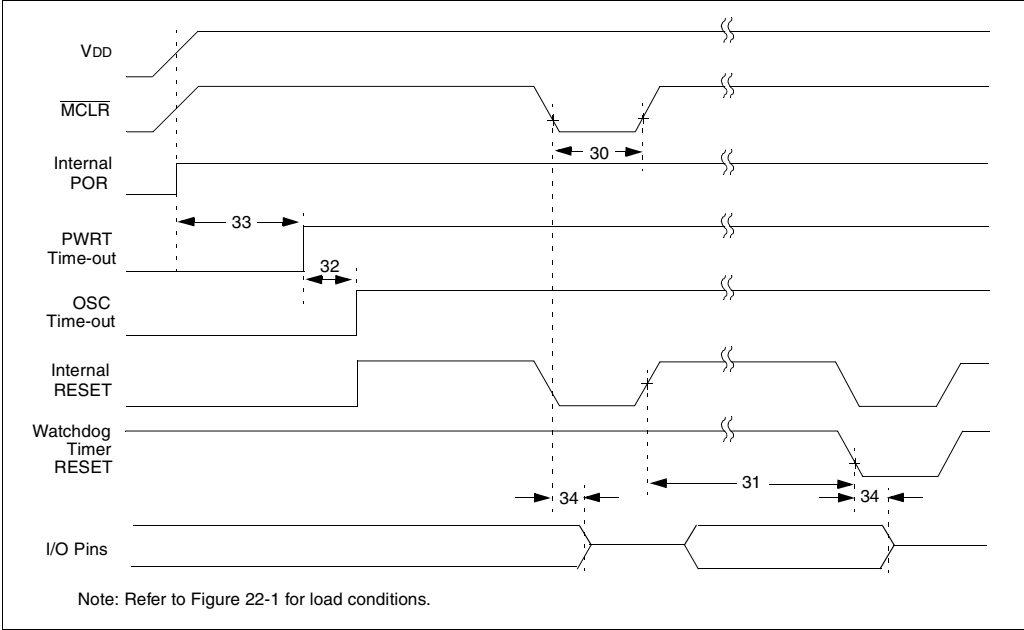 VDD
MCLR
30
Internal
POR
33
PWRT
Time-out
32
OSC
Time-out
Internal
RESET
Watchdog
Timer
RESET
31
34
34
I/O Pins
Note: Refer to Figure 22-1 for load conditions.